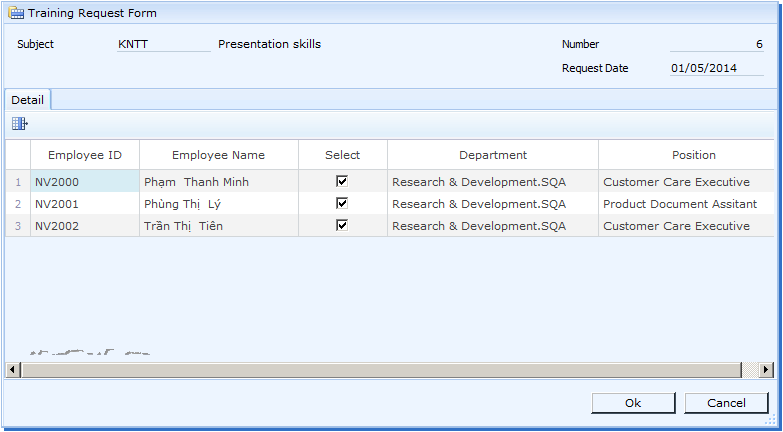 Training Request Form
Subject KNTT Presentation skills Number 6
Request Date 01/05/2014
Detail
Employee ID Employee Name Select Department Position
1 NV2000 Phạm Thanh Minh Research & Development.SQA Customer Care Executive
2 NV2001 Phùng Thị Lý Research & Development.SQA Product Document Assitant
3 NV2002 Trần Thị Tiên Research & Development.SQA Customer Care Executive
Ok Cancel